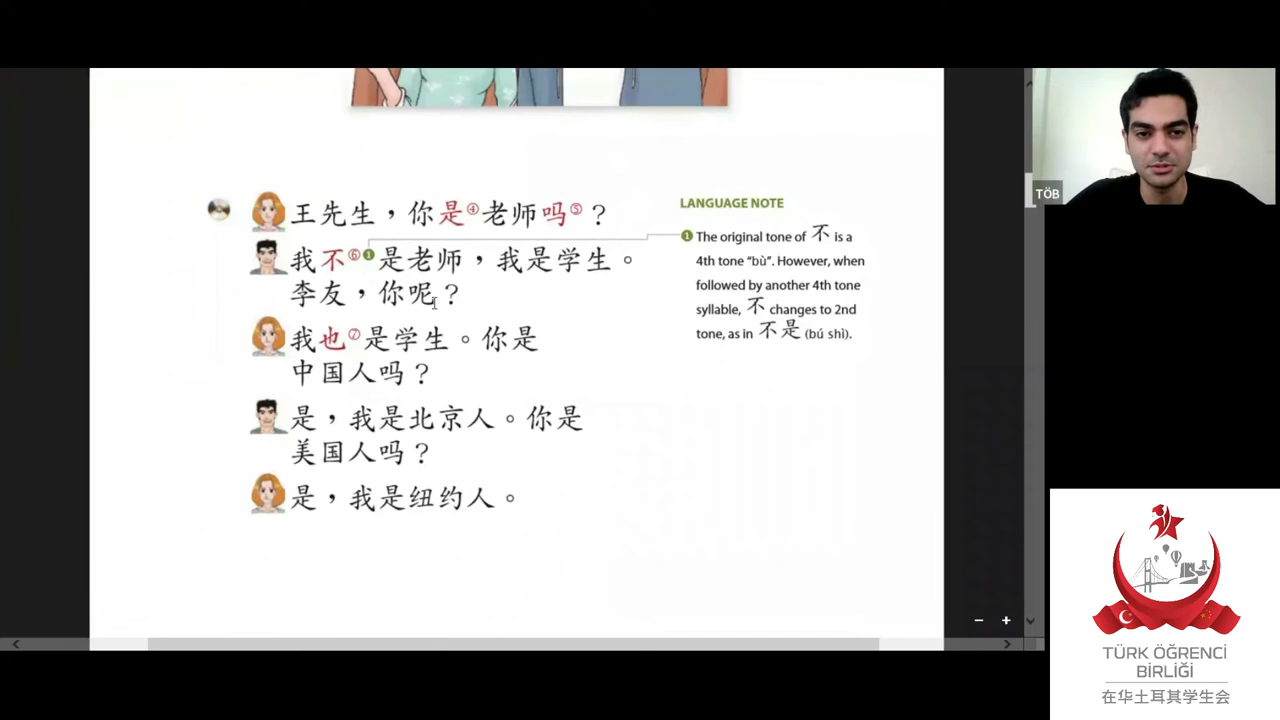 王先生，你是④老师吗⑤？
我不⑥❶是老师，我是学生。
李友，你呢？
我也⑦是学生。你是
中国人吗？
是，我是北京人。你是
美国人吗？
是，我是纽约人。
LANGUAGE NOTE
❶ The original tone of 不 is a
4th tone “bù”. However, when
followed by another 4th tone
syllable, 不 changes to 2nd
tone, as in 不是 (bú shì).
TÖB
TÜRK ÖĞRENCİ
BİRLİĞİ
在华土耳其学生会